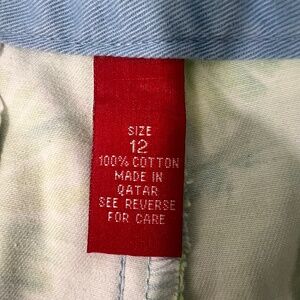 SIZE
12
100% COTTON
MADE IN
QATAR
SEE REVERSE
FOR CARE